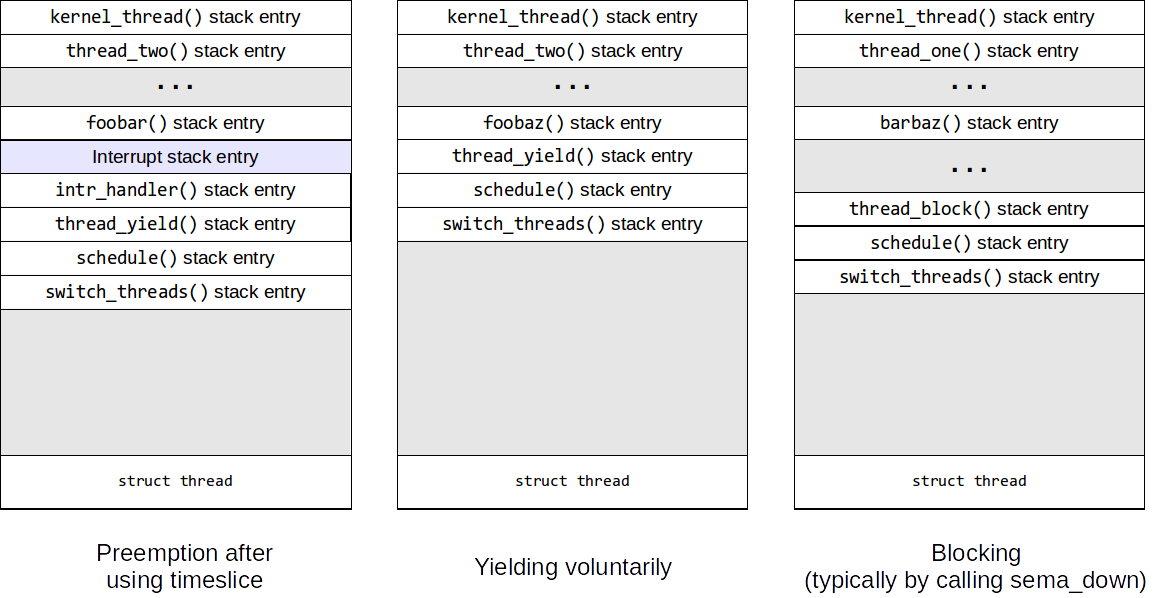 kernel_thread() stack entry
thread_two() stack entry
...
foobar() stack entry
Interrupt stack entry
intr_handler() stack entry
thread_yield() stack entry
schedule() stack entry
switch_threads() stack entry
struct thread
Preemption after
using timeslice
kernel_thread() stack entry
thread_two() stack entry
...
foobaz() stack entry
thread_yield() stack entry
schedule() stack entry
switch_threads() stack entry
struct thread
Yielding voluntarily
kernel_thread() stack entry
thread_one() stack entry
...
barbaz() stack entry
...
thread_block() stack entry
schedule() stack entry
switch_threads() stack entry
struct thread
Blocking
(typically by calling sema_down)